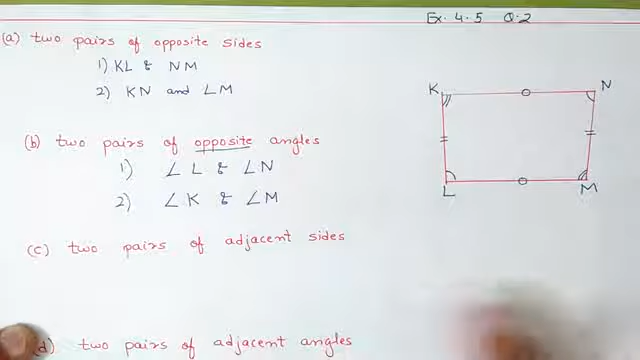 Ex. 4.5 Q.2
(a) two pairs of opposite sides
1) KL & NM
2) KN and ∠M
(b) two pairs of opposite angles
1) ∠L & ∠N
2) ∠K & ∠M
(c) two pairs of adjacent sides
(d) two pairs of adjacent angles
K
N
L
M